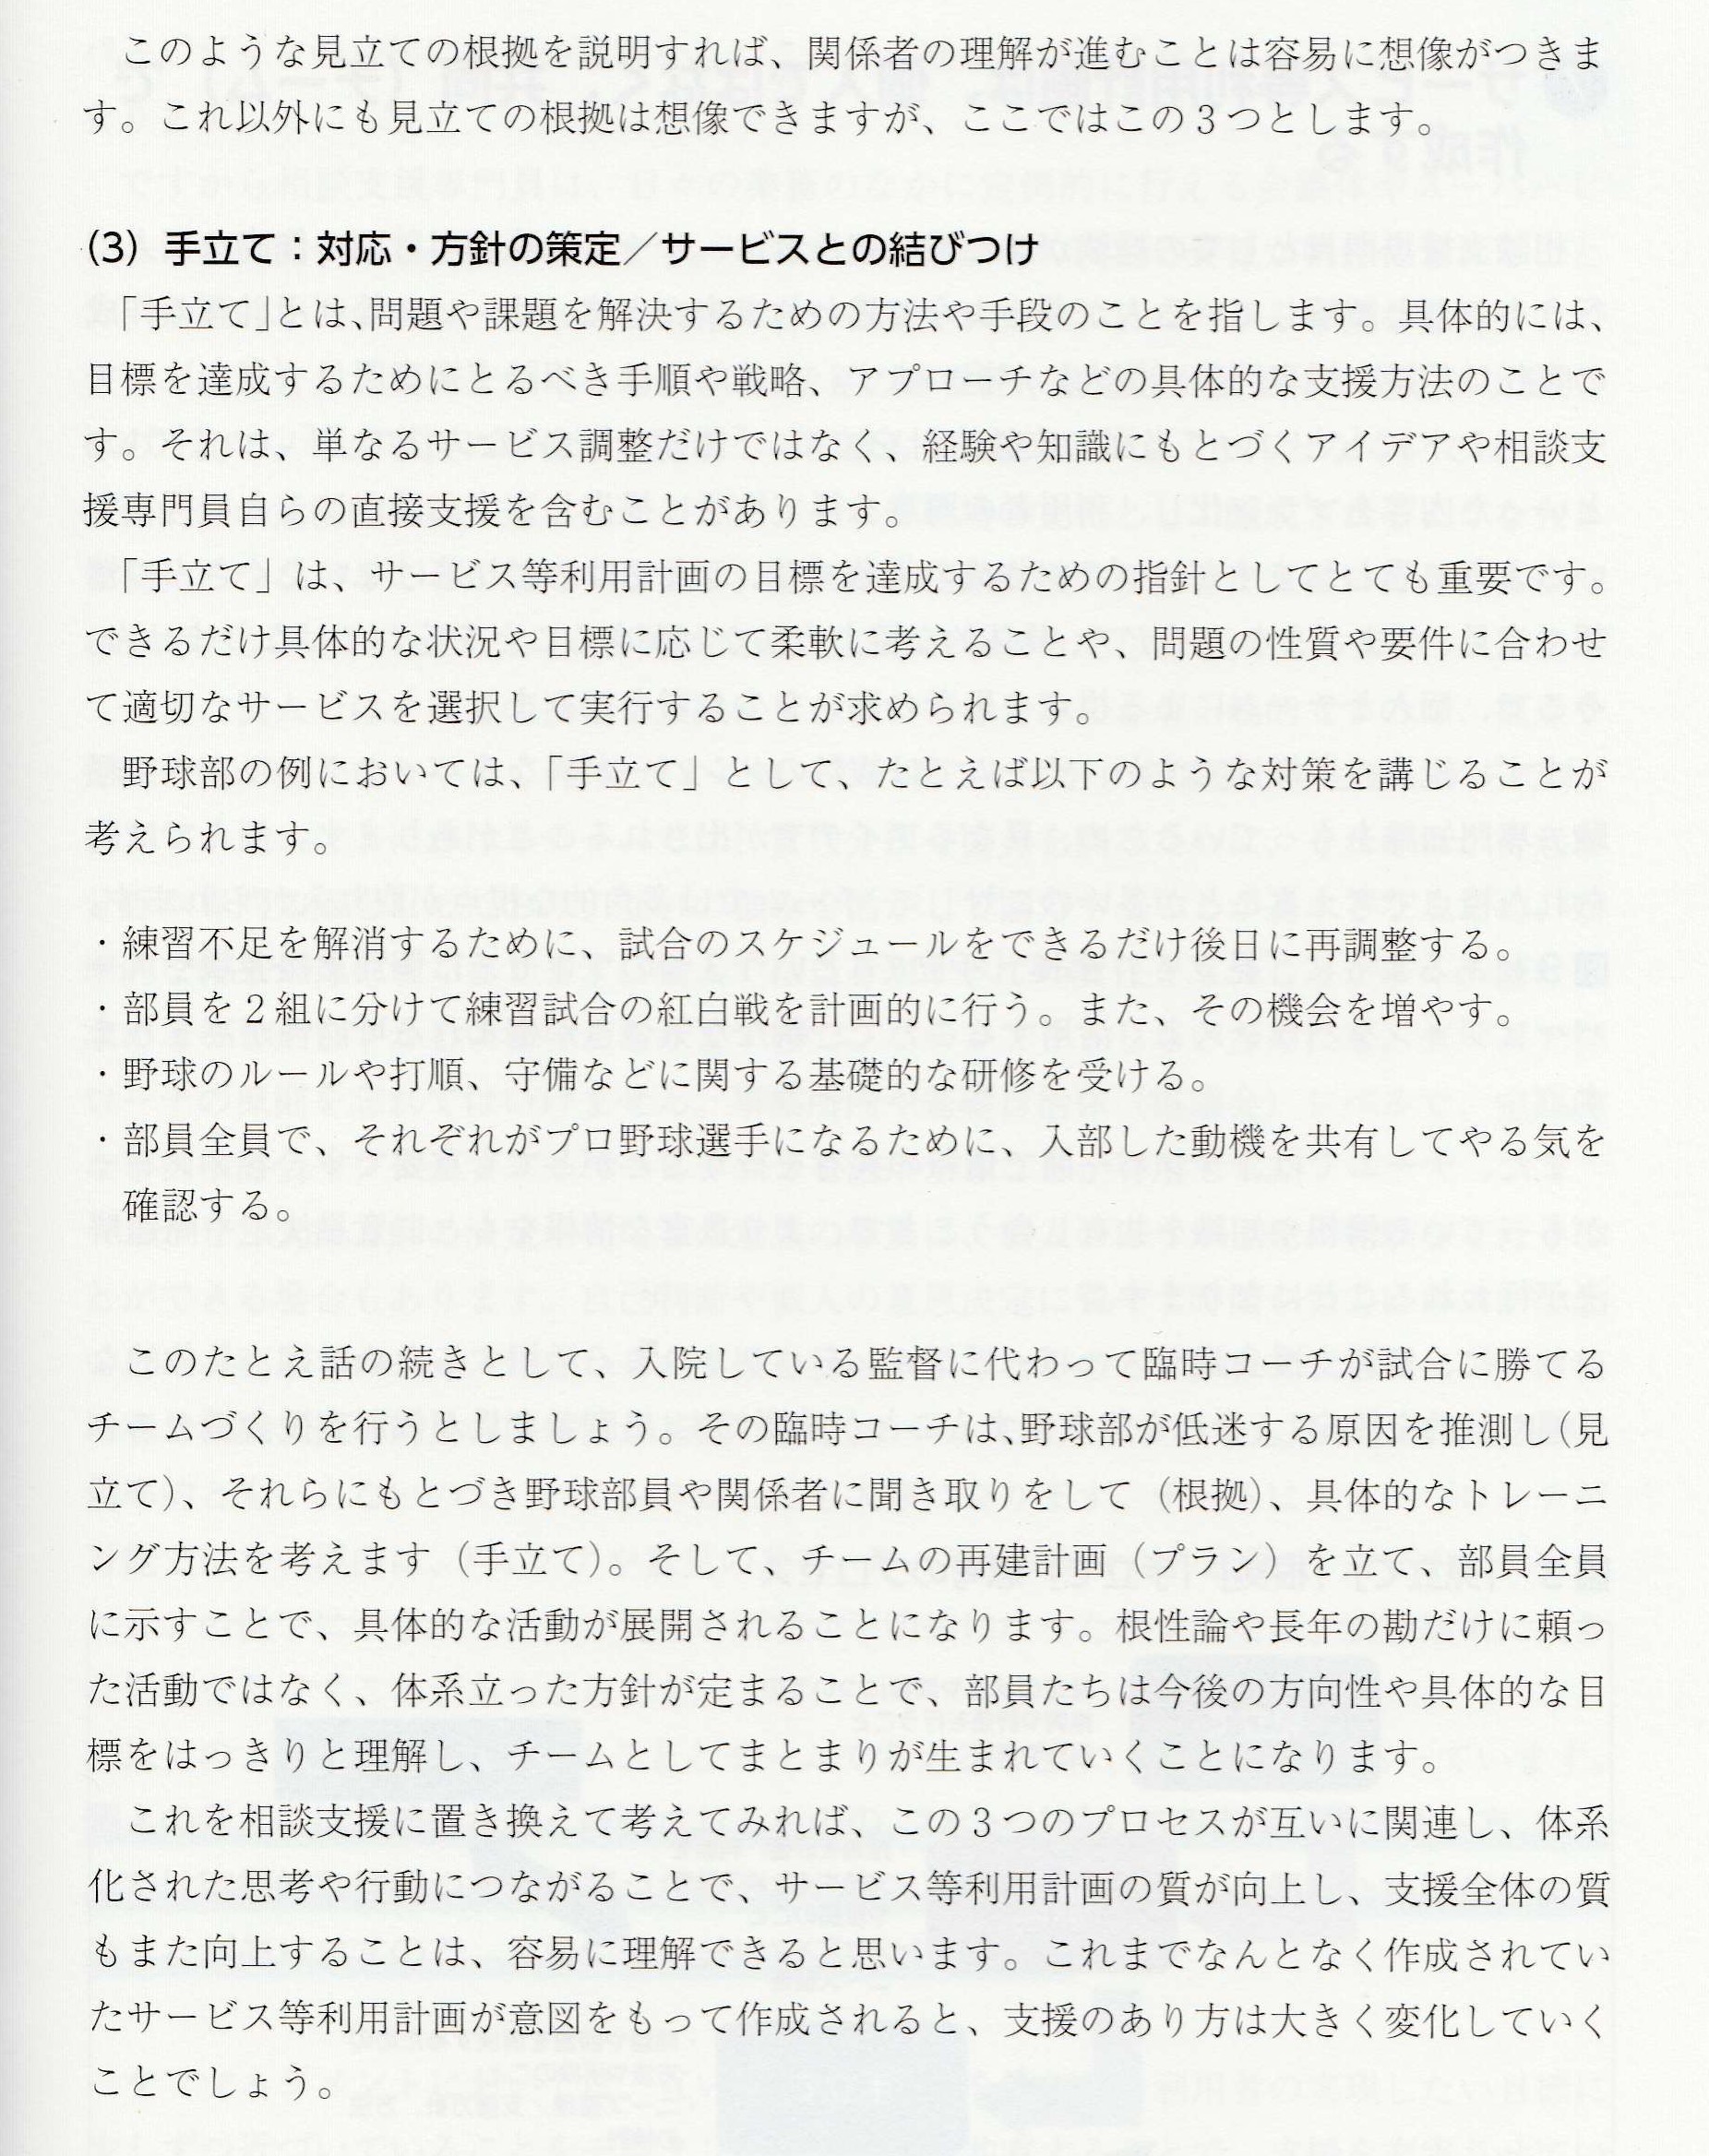 このような見立ての根拠を説明すれば、関係者の理解が進むことは容易に想像がつきま
す。これ以外にも見立ての根拠は想像できますが、ここではこの3つとします。
(3) 手立て：対応・方針の策定／サービスとの結びつけ
「手立て」とは、問題や課題を解決するための方法や手段のことを指します。具体的には、
目標を達成するためにとるべき手順や戦略、アプローチなどの具体的な支援方法のことで
す。それは、単なるサービス調整だけではなく、経験や知識にもとづくアイデアや相談支
援専門員自らの直接支援を含むことがあります。
「手立て」は、サービス等利用計画の目標を達成するための指針としてとても重要です。
できるだけ具体的な状況や目標に応じて柔軟に考えることや、問題の性質や要件に合わせ
て適切なサービスを選択して実行することが求められます。
野球部の例においては、「手立て」として、たとえば以下のような対策を講じることが
考えられます。
・練習不足を解消するために、試合のスケジュールをできるだけ後日に再調整する。
・部員を2組に分けて練習試合の紅白戦を計画的に行う。また、その機会を増やす。
・野球のルールや打順、守備などに関する基礎的な研修を受ける。
・部員全員で、それぞれがプロ野球選手になるために、入部した動機を共有してやる気を
確認する。
このたとえ話の続きとして、入院している監督に代わって臨時コーチが試合に勝てる
チームづくりを行うとしましょう。その臨時コーチは、野球部が低迷する原因を推測し（見
立て）、それらにもとづき野球部員や関係者に聞き取りをして（根拠）、具体的なトレーニ
ング方法を考えます（手立て）。そして、チームの再建計画（プラン）を立て、部員全員
に示すことで、具体的な活動が展開されることになります。根性論や長年の勘だけに頼っ
た活動ではなく、体系立った方針が定まることで、部員たちは今後の方向性や具体的な目
標をはっきりと理解し、チームとしてまとまりが生まれていくことになります。
これを相談支援に置き換えて考えてみれば、この3つのプロセスが互いに関連し、体系
化された思考や行動につながることで、サービス等利用計画の質が向上し、支援全体の質
もまた向上することは、容易に理解できると思います。これまでなんとなく作成されてい
たサービス等利用計画が意図をもって作成されると、支援のあり方は大きく変化していく
ことでしょう。